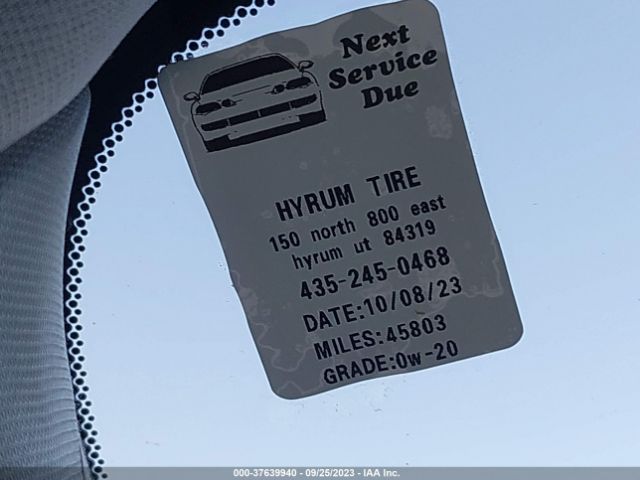 Next
Service
Due
HYRUM TIRE
150 north 800 east
hyrum ut 84319
435-245-0468
DATE:10/08/23
MILES:45803
GRADE:0w-20
000-37639940 - 09/25/2023 - IAA Inc.